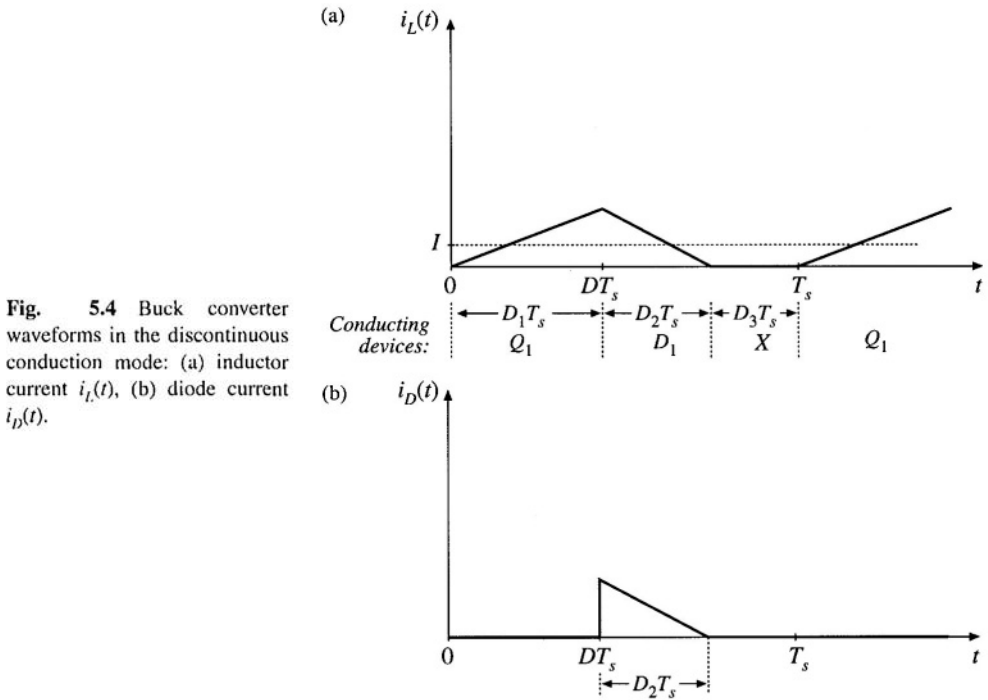 (a) i_L(t)
I
0 DT_s T_s t
Conducting devices:
D_1T_s D_2T_s D_3T_s
Q_1 D_1 X Q_1
Fig. 5.4 Buck converter
waveforms in the discontinuous
conduction mode: (a) inductor
current i_L(t), (b) diode current
i_D(t).
(b) i_D(t)
0 DT_s T_s t
D_2T_s